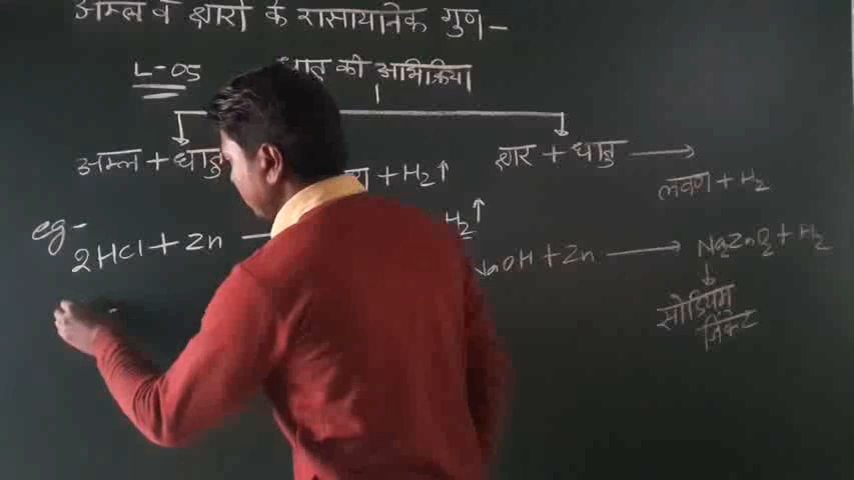 अम्ल व क्षारों के रासायनिक गुण-
L-05 धातु की अभिक्रिया
अम्ल + धातु + H₂↑ क्षार + धातु ⟶ लवण + H₂
eg- 2HCl + Zn — H₂↑ NaOH + Zn ⟶ Na₂ZnO₂ + H₂
↓
सोडियम
जिंकेट